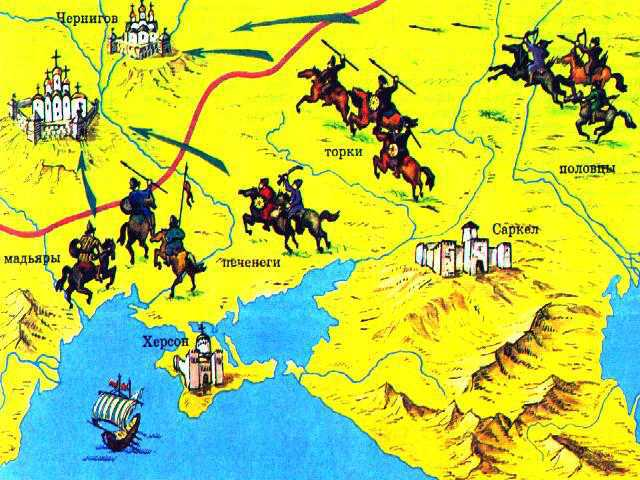 Чернигов
торки
половцы
Саркел
мадьяры
печенеги
Херсон